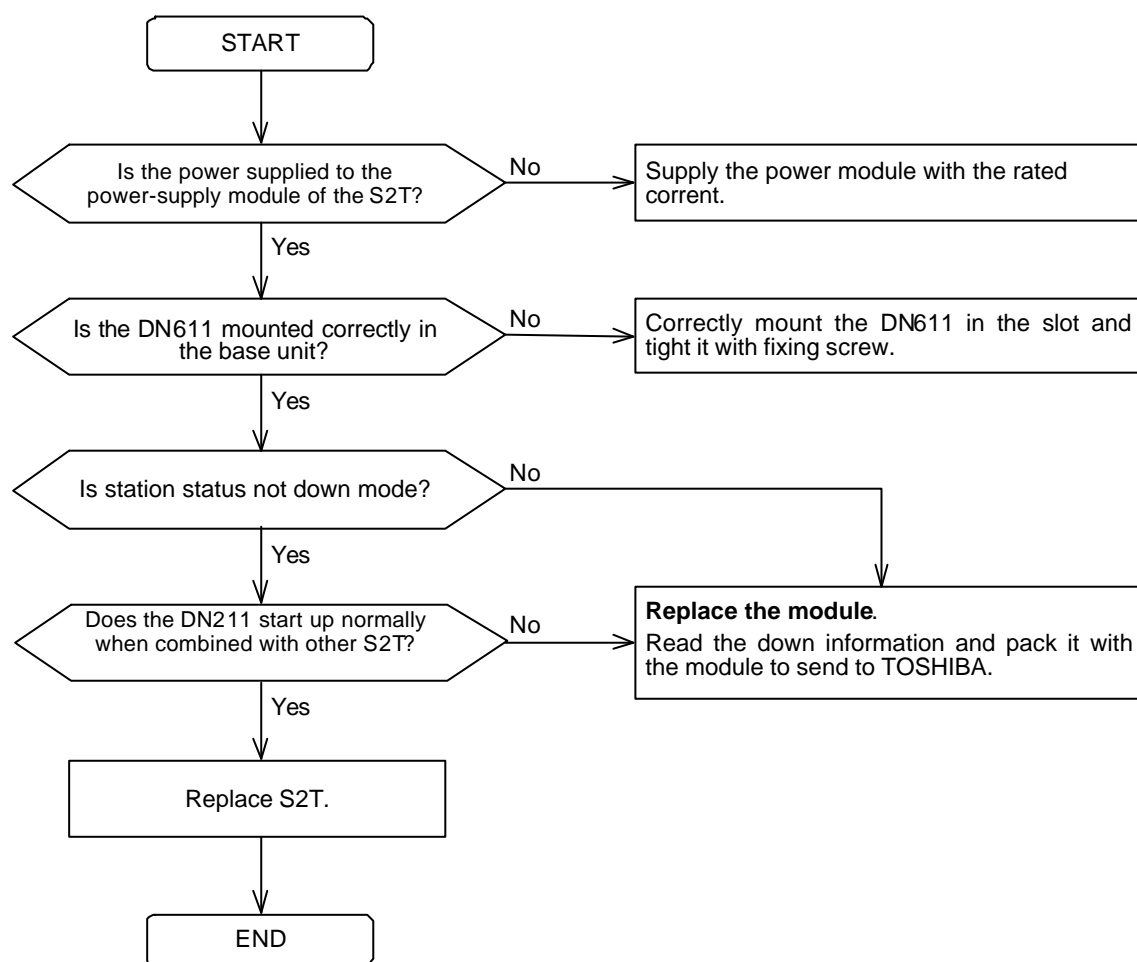 START
Is the power supplied to the
power-supply module of the S2T?
No
Supply the power module with the rated
corrent.
Yes
Is the DN611 mounted correctly in
the base unit?
No
Correctly mount the DN611 in the slot and
tight it with fixing screw.
Yes
Is station status not down mode?
No
Yes
Does the DN211 start up normally
when combined with other S2T?
No
Replace the module.
Read the down information and pack it with
the module to send to TOSHIBA.
Yes
Replace S2T.
END